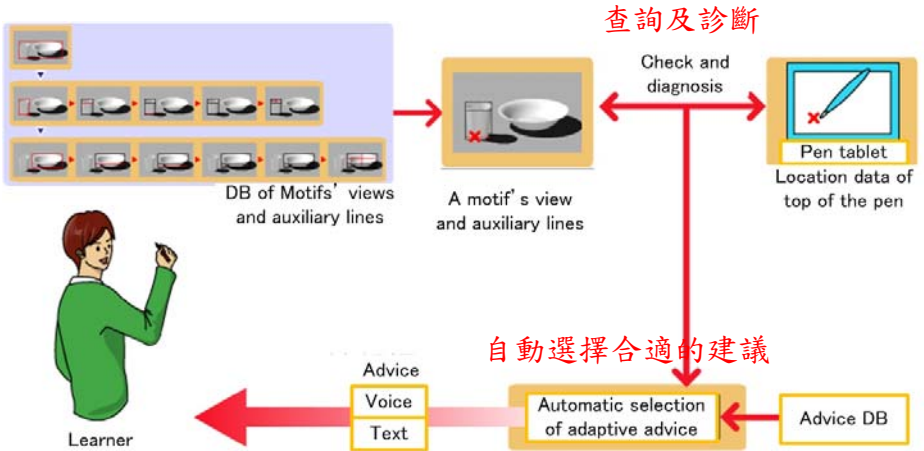 查詢及診斷
Check and
diagnosis
DB of Motifs' views
and auxiliary lines
A motif's view
and auxiliary lines
Pen tablet
Location data of
top of the pen
自動選擇合適的建議
Learner
Advice
Voice
Text
Automatic selection
of adaptive advice
Advice DB